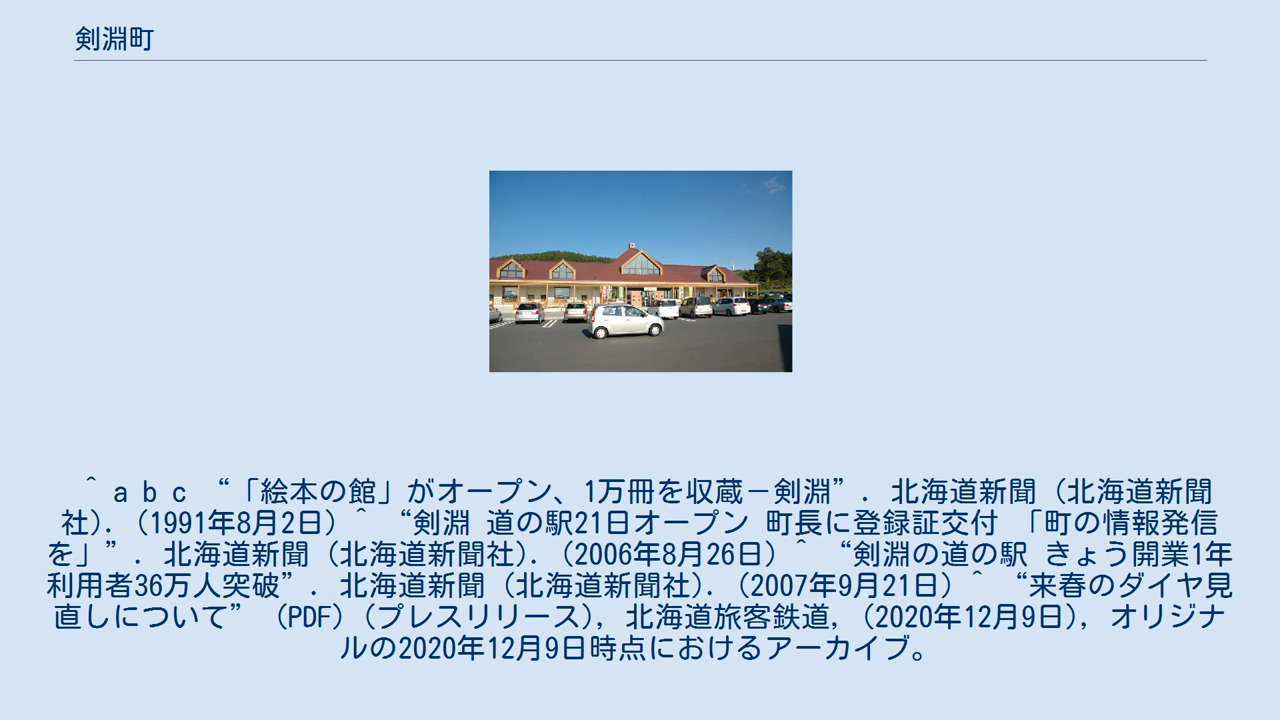 剣淵町
＾ a b c “「絵本の館」がオープン、1万冊を収蔵－剣淵”. 北海道新聞 (北海道新聞
社). (1991年8月2日)＾ “剣淵 道の駅21日オープン 町長に登録証交付 「町の情報発信
を」”. 北海道新聞 (北海道新聞社). (2006年8月26日)＾ “剣淵の道の駅 きょう開業1年
利用者36万人突破”. 北海道新聞 (北海道新聞社). (2007年9月21日)＾ “来春のダイヤ見
直しについて” (PDF) (プレスリリース), 北海道旅客鉄道, (2020年12月9日), オリジナ
ルの2020年12月9日時点におけるアーカイブ。